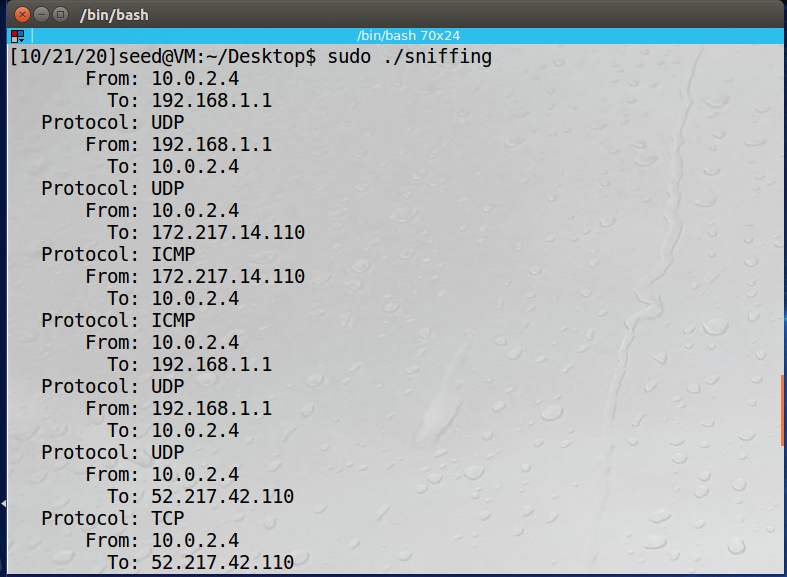 /bin/bash
/bin/bash 70x24
[10/21/20]seed@VM:~/Desktop$ sudo ./sniffing
From: 10.0.2.4
To: 192.168.1.1
Protocol: UDP
From: 192.168.1.1
To: 10.0.2.4
Protocol: UDP
From: 10.0.2.4
To: 172.217.14.110
Protocol: ICMP
From: 172.217.14.110
To: 10.0.2.4
Protocol: ICMP
From: 10.0.2.4
To: 192.168.1.1
Protocol: UDP
From: 192.168.1.1
To: 10.0.2.4
Protocol: UDP
From: 10.0.2.4
To: 52.217.42.110
Protocol: TCP
From: 10.0.2.4
To: 52.217.42.110